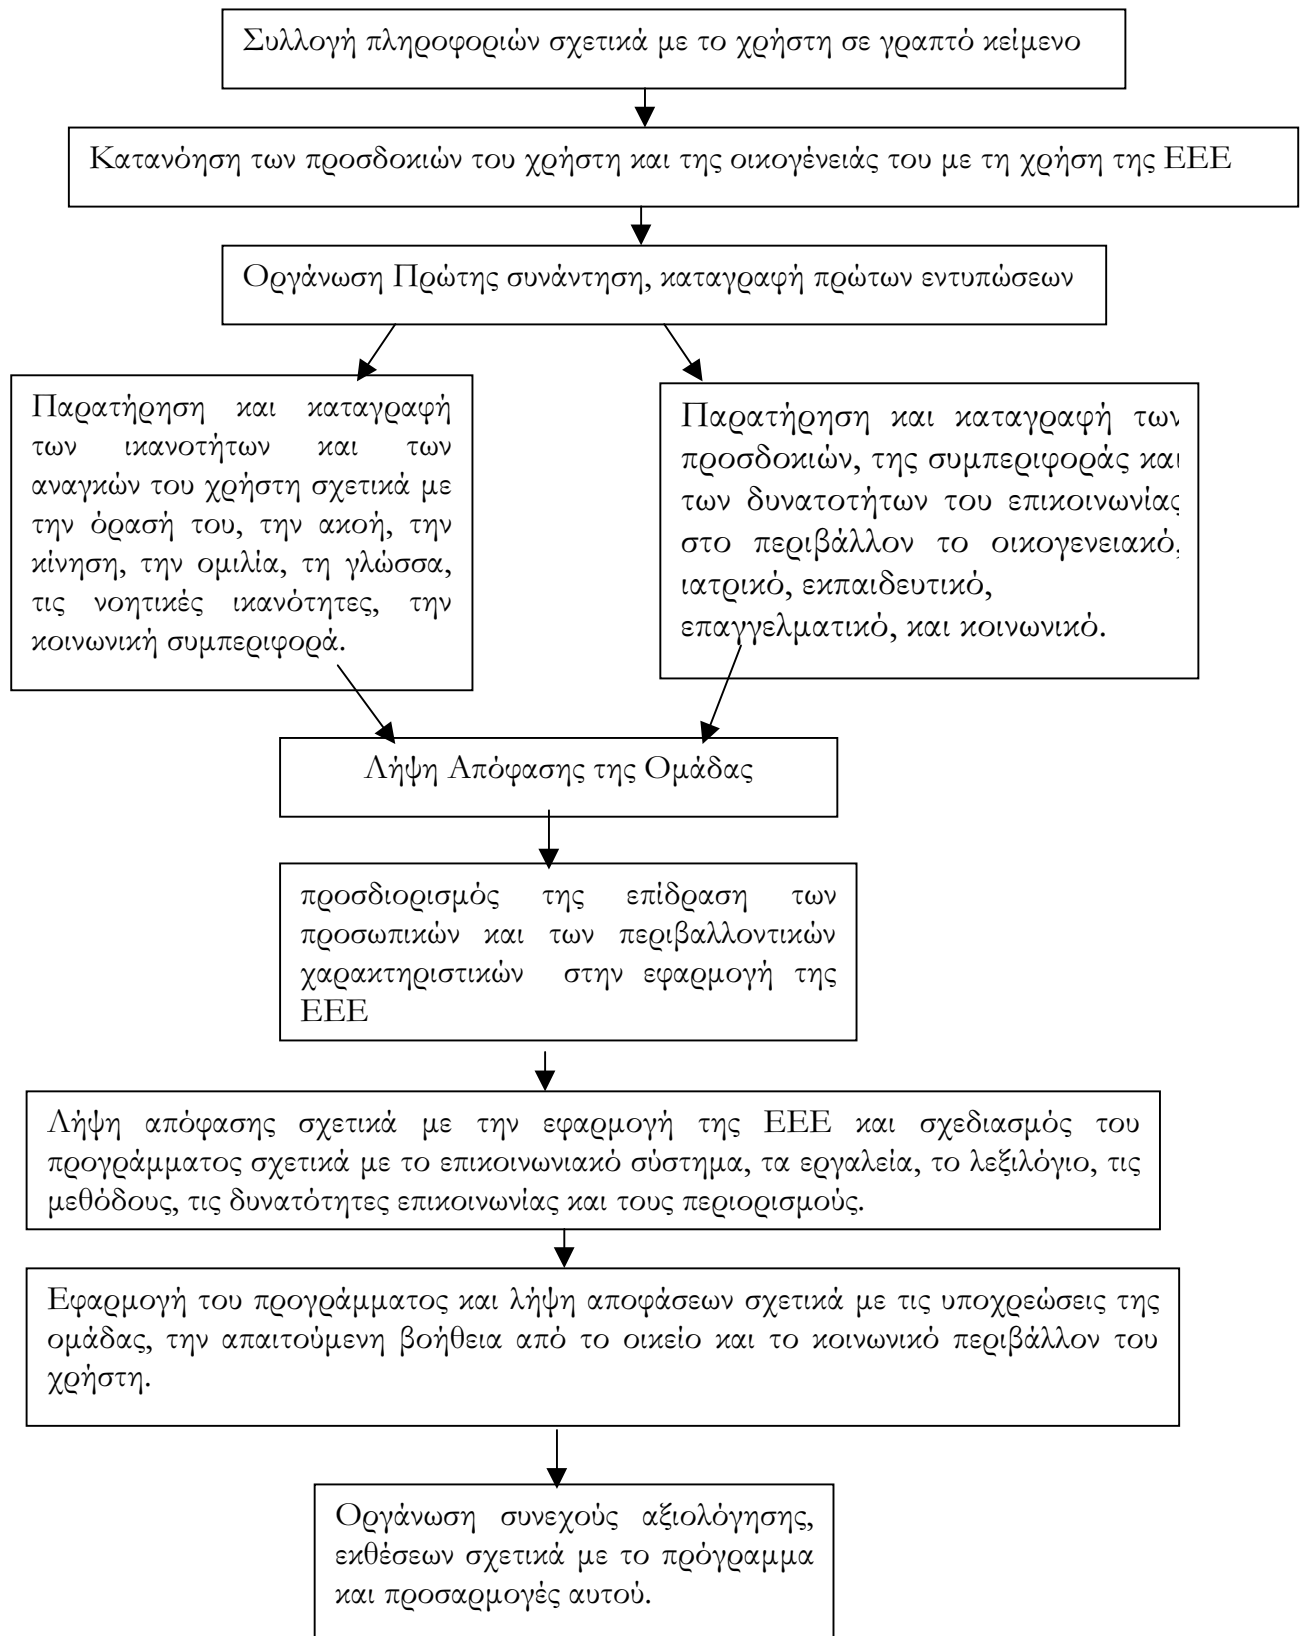 Συλλογή πληροφοριών σχετικά με το χρήστη σε γραπτό κείμενο
Κατανόηση των προσδοκιών του χρήστη και της οικογένειάς του με τη χρήση της ΕΕΕ
Οργάνωση Πρώτης συνάντηση, καταγραφή πρώτων εντυπώσεων
Παρατήρηση και καταγραφή
των ικανοτήτων και των
αναγκών του χρήστη σχετικά με
την όρασή του, την ακοή, την
κίνηση, την ομιλία, τη γλώσσα,
τις νοητικές ικανότητες, την
κοινωνική συμπεριφορά.
Παρατήρηση και καταγραφή των
προσδοκιών, της συμπεριφοράς και
των δυνατοτήτων του επικοινωνίας
στο περιβάλλον το οικογενειακό,
ιατρικό, εκπαιδευτικό,
επαγγελματικό, και κοινωνικό.
Λήψη Απόφασης της Ομάδας
προσδιορισμός της επίδραση των
προσωπικών και των περιβαλλοντικών
χαρακτηριστικών στην εφαρμογή της
ΕΕΕ
Λήψη απόφασης σχετικά με την εφαρμογή της ΕΕΕ και σχεδιασμός του
προγράμματος σχετικά με το επικοινωνιακό σύστημα, τα εργαλεία, το λεξιλόγιο, τις
μεθόδους, τις δυνατότητες επικοινωνίας και τους περιορισμούς.
Εφαρμογή του προγράμματος και λήψη αποφάσεων σχετικά με τις υποχρεώσεις της
ομάδας, την απαιτούμενη βοήθεια από το οικείο και το κοινωνικό περιβάλλον του
χρήστη.
Οργάνωση συνεχούς αξιολόγησης,
εκθέσεων σχετικά με το πρόγραμμα
και προσαρμογές αυτού.